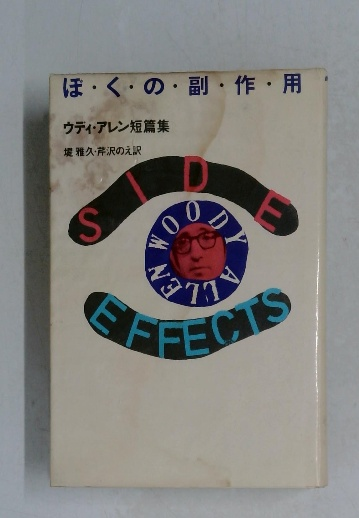 ぼ・く・の・副・作・用
ウディ・アレン短篇集
堤 雅久・芹沢のえ訳
SIDE
WOODY ALLEN
EFFECTS